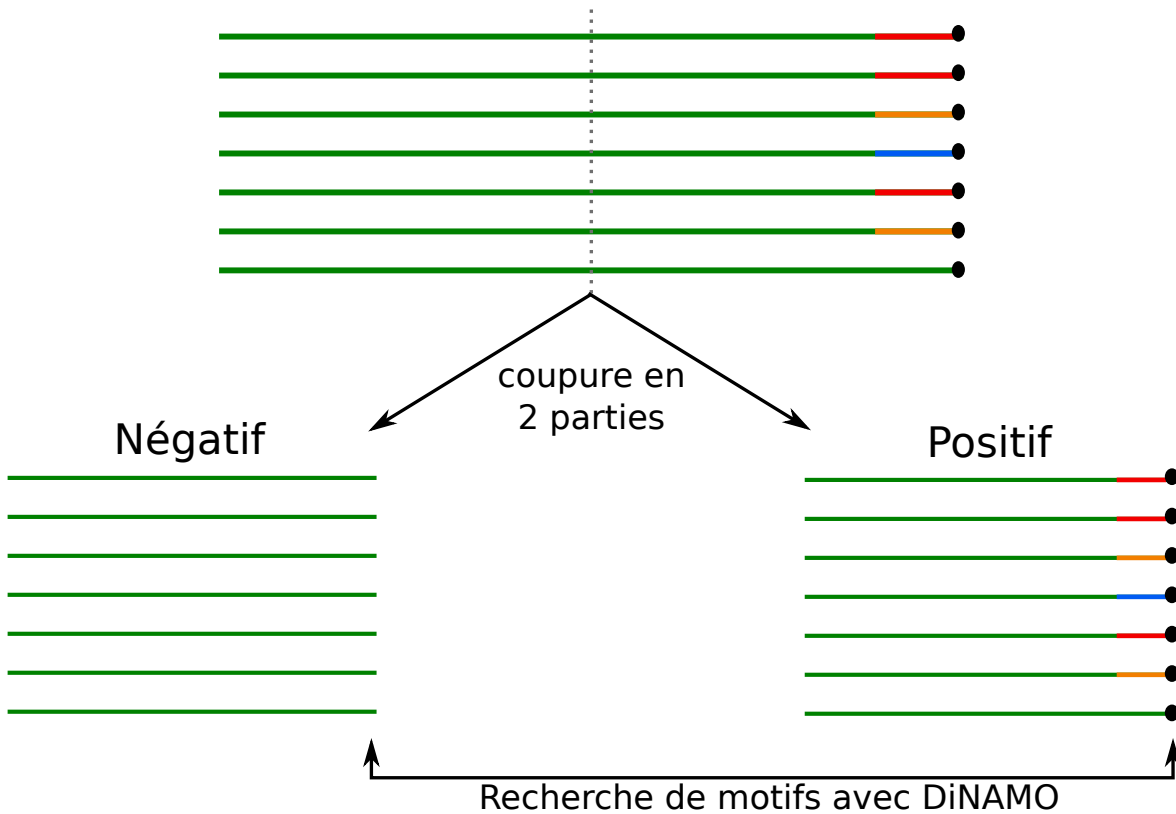 coupure en
2 parties
Négatif
Positif
Recherche de motifs avec DiNAMO